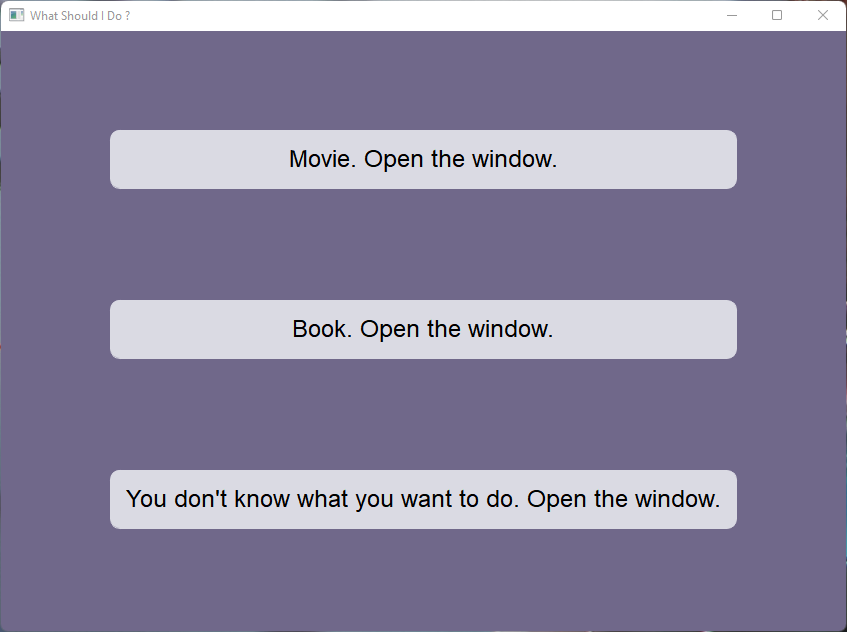 What Should I Do ?
Movie. Open the window.
Book. Open the window.
You don't know what you want to do. Open the window.